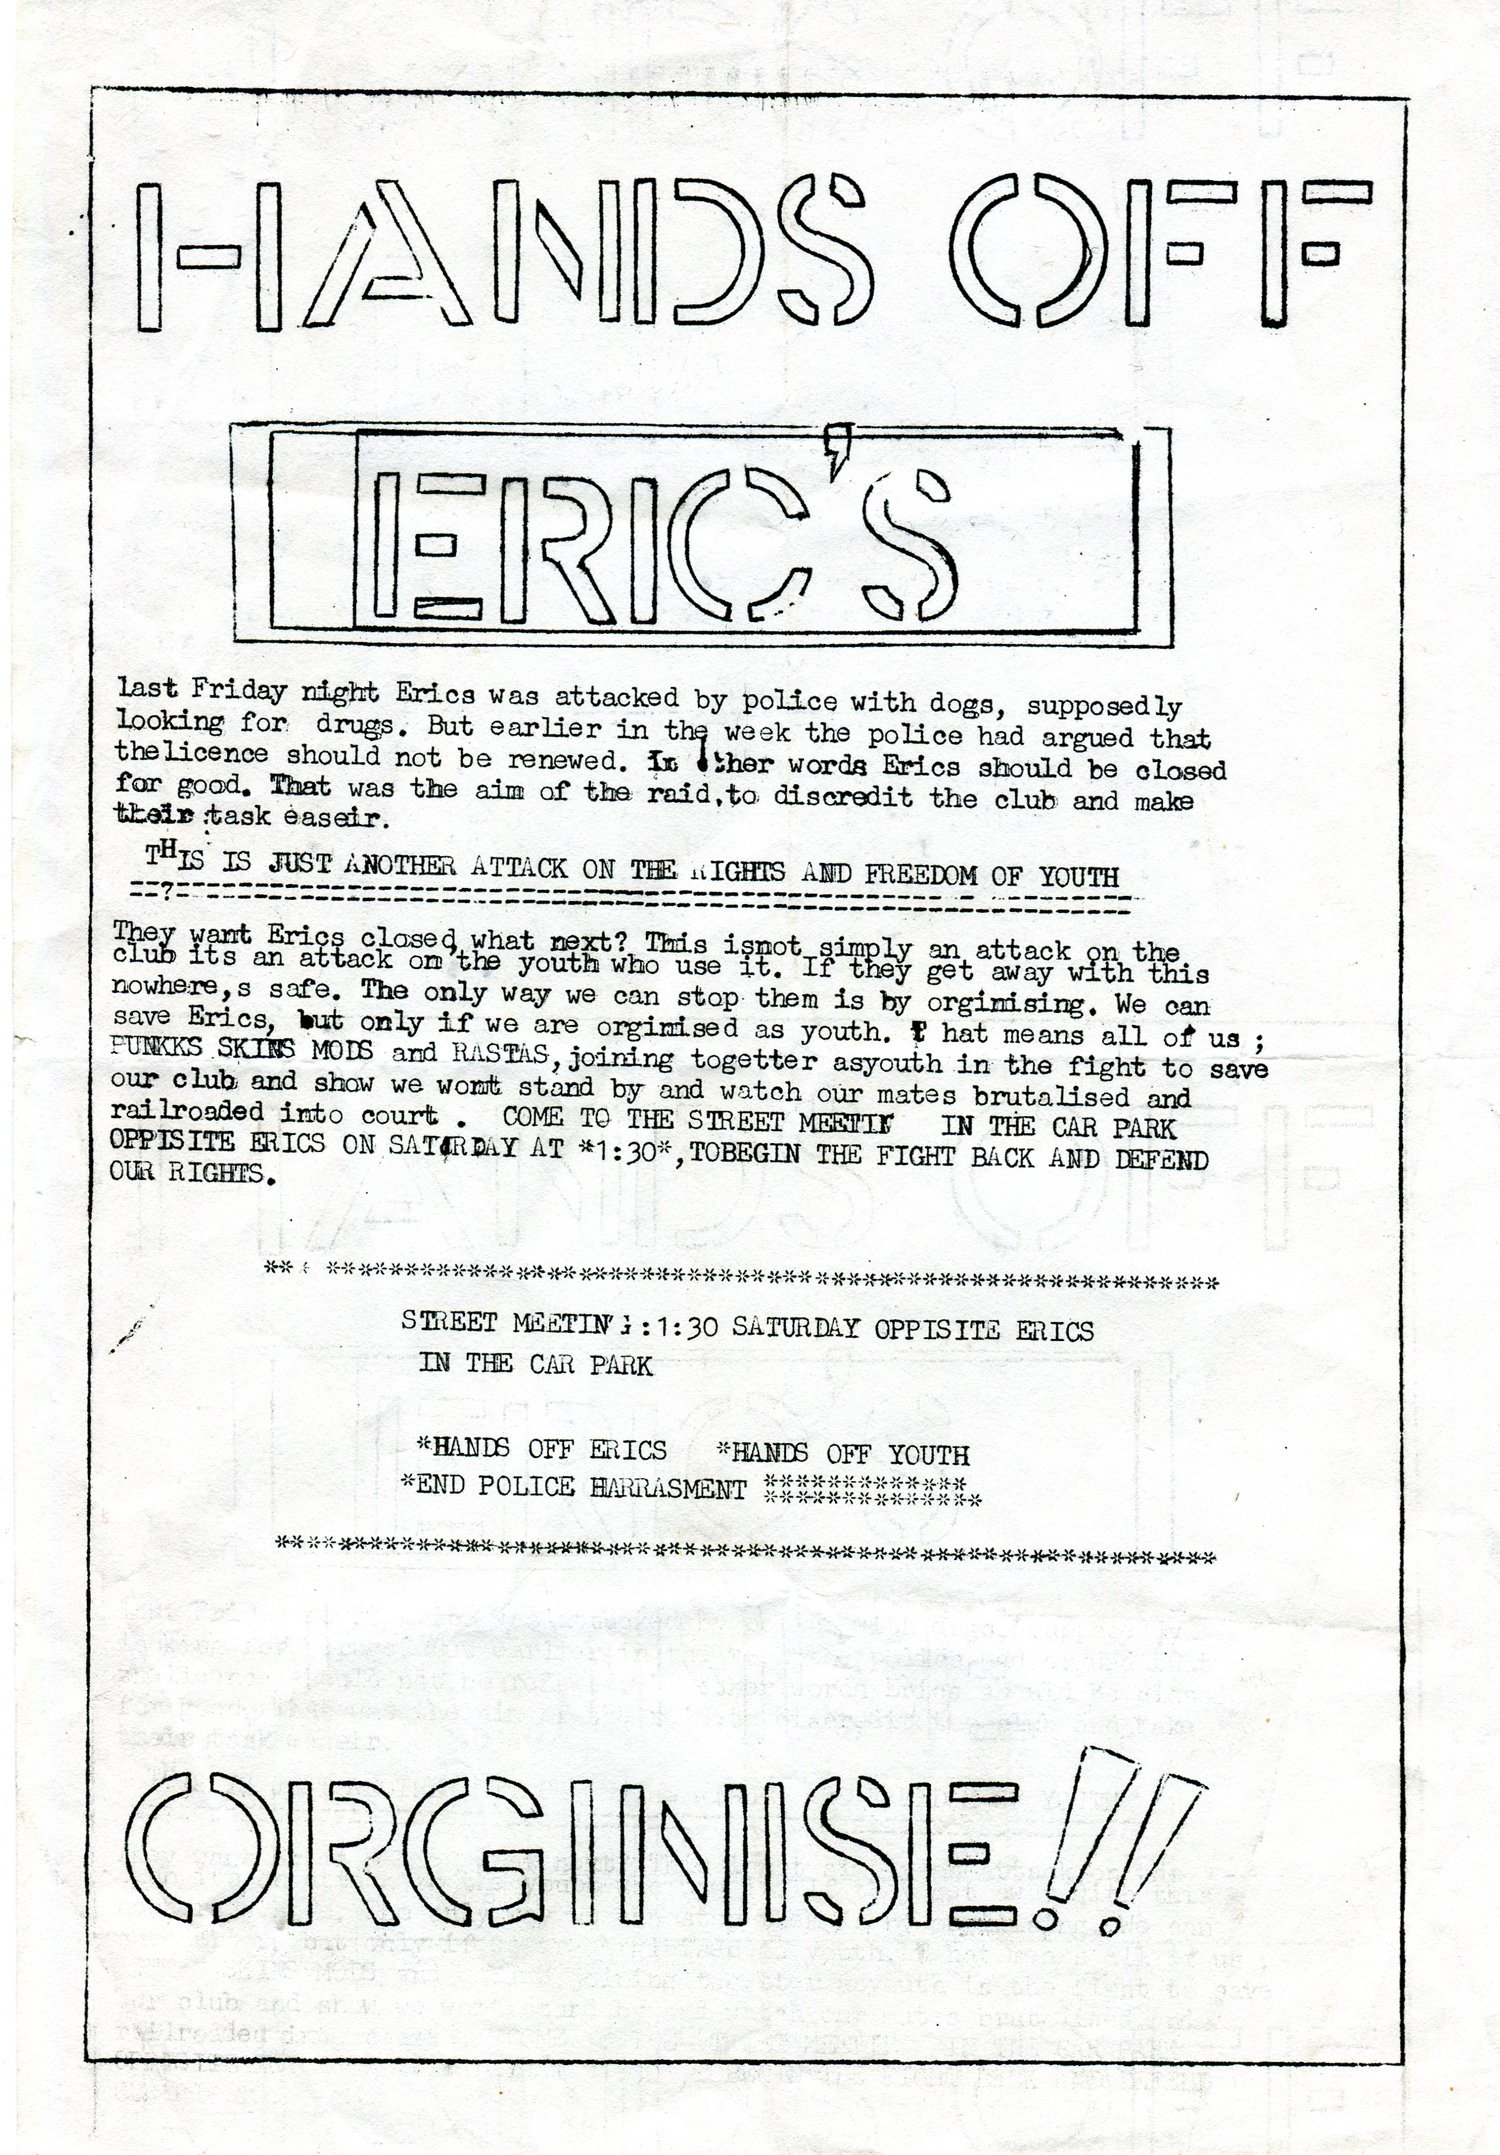 HANDS OFF
ERIC'S
last Friday night Erics was attacked by police with dogs, supposedly
looking for drugs. But earlier in the week the police had argued that
thelicence should not be renewed. In ther words Erics should be closed
for good. That was the aim of the raid,to discredit the club and make
their task easeir.
THIS IS JUST ANOTHER ATTACK ON THE RIGHTS AND FREEDOM OF YOUTH
--?------------------------------------------------------------
They want Erics closed,what next? This isnot simply an attack on the
club its an attack on the youth who use it. If they get away with this
nowhere,s safe. The only way we can stop them is by orginising. We can
save Erics, but only if we are orginised as youth. T hat means all of us ;
PUNKKS SKINS MODS and RASTAS,joining togetter asyouth in the fight to save
our club and show we wont stand by and watch our mates brutalised and
railroaded into court . COME TO THE STREET MEETIN IN THE CAR PARK
OPPISITE ERICS ON SATURDAY AT *1:30*,TOBEGIN THE FIGHT BACK AND DEFEND
OUR RIGHTS.
** * *********************************************************
STREET MEETING:1:30 SATURDAY OPPISITE ERICS
IN THE CAR PARK
*HANDS OFF ERICS *HANDS OFF YOUTH
*END POLICE HARRASMENT *************
************************************************************
ORGINISE!!